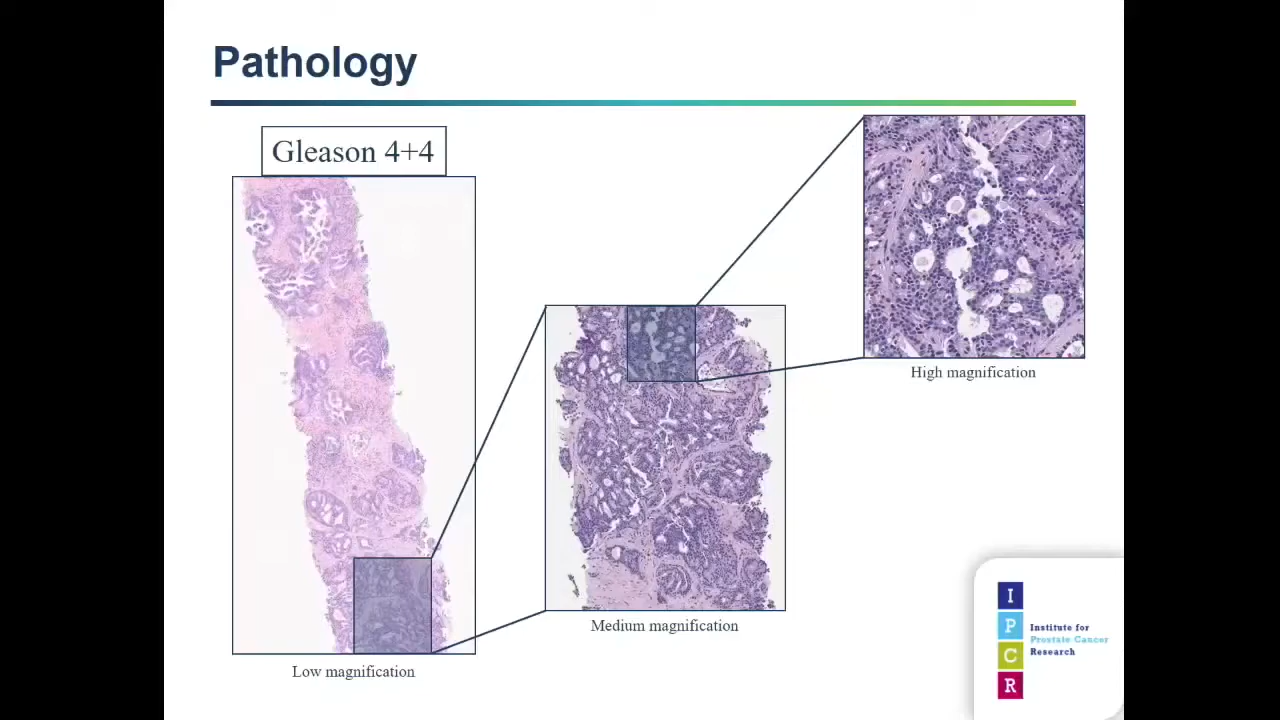 Pathology
Gleason 4+4
High magnification
Medium magnification
Low magnification
I
P
C
R
Institute for
Prostate Cancer
Research